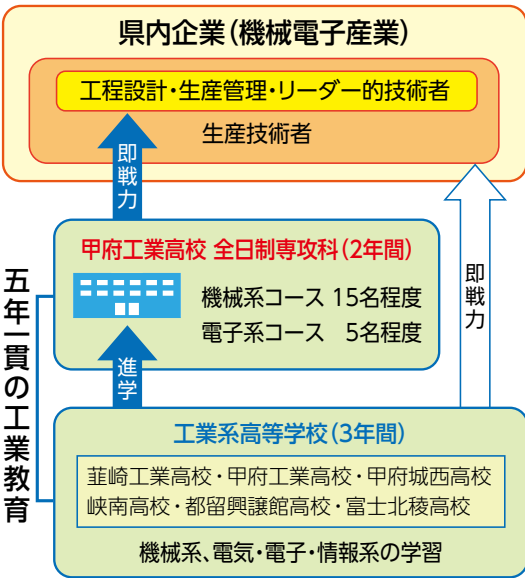 県内企業(機械電子産業)
工程設計・生産管理・リーダー的技術者
生産技術者
即戦力
甲府工業高校 全日制専攻科(2年間)
機械系コース 15名程度
電子系コース 5名程度
即戦力
進学
五年一貫の工業教育
工業系高等学校(3年間)
韮崎工業高校・甲府工業高校・甲府城西高校
峡南高校・都留興譲館高校・富士北稜高校
機械系、電気・電子・情報系の学習